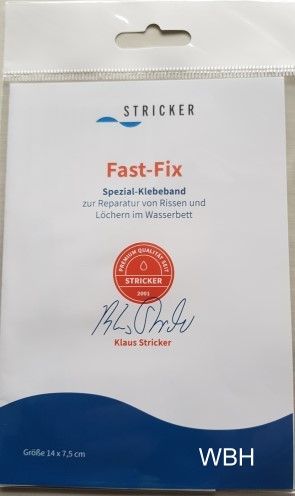 STRICKER
Fast-Fix
Spezial-Klebeband
zur Reparatur von Rissen und
Löchern im Wasserbett
PREMIUM QUALITÄT SEIT
STRICKER
2001
Klaus Stricker
Größe 14 x 7,5 cm
WBH